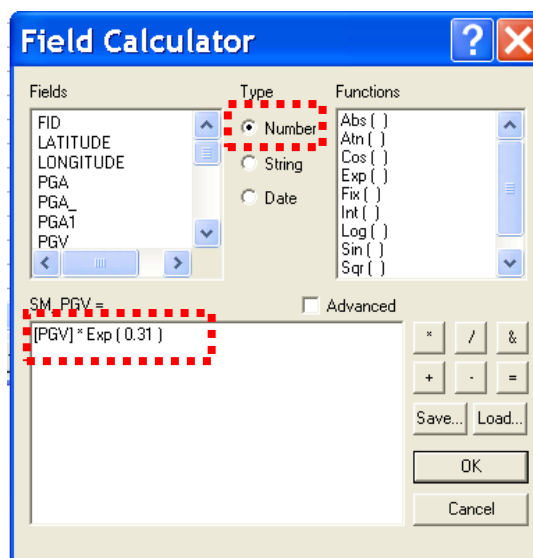 Field Calculator
Fields
Type
Functions
FID
LATITUDE
LONGITUDE
PGA
PGA_
PGA1
PGV
Number
String
Date
Abs ( )
Atn ( )
Cos ( )
Exp ( )
Fix ( )
Int ( )
Log ( )
Sin ( )
Sqr ( )
SM_PGV =
Advanced
[PGV] * Exp ( 0.31 )
* / &
+ - =
Save... Load...
OK
Cancel